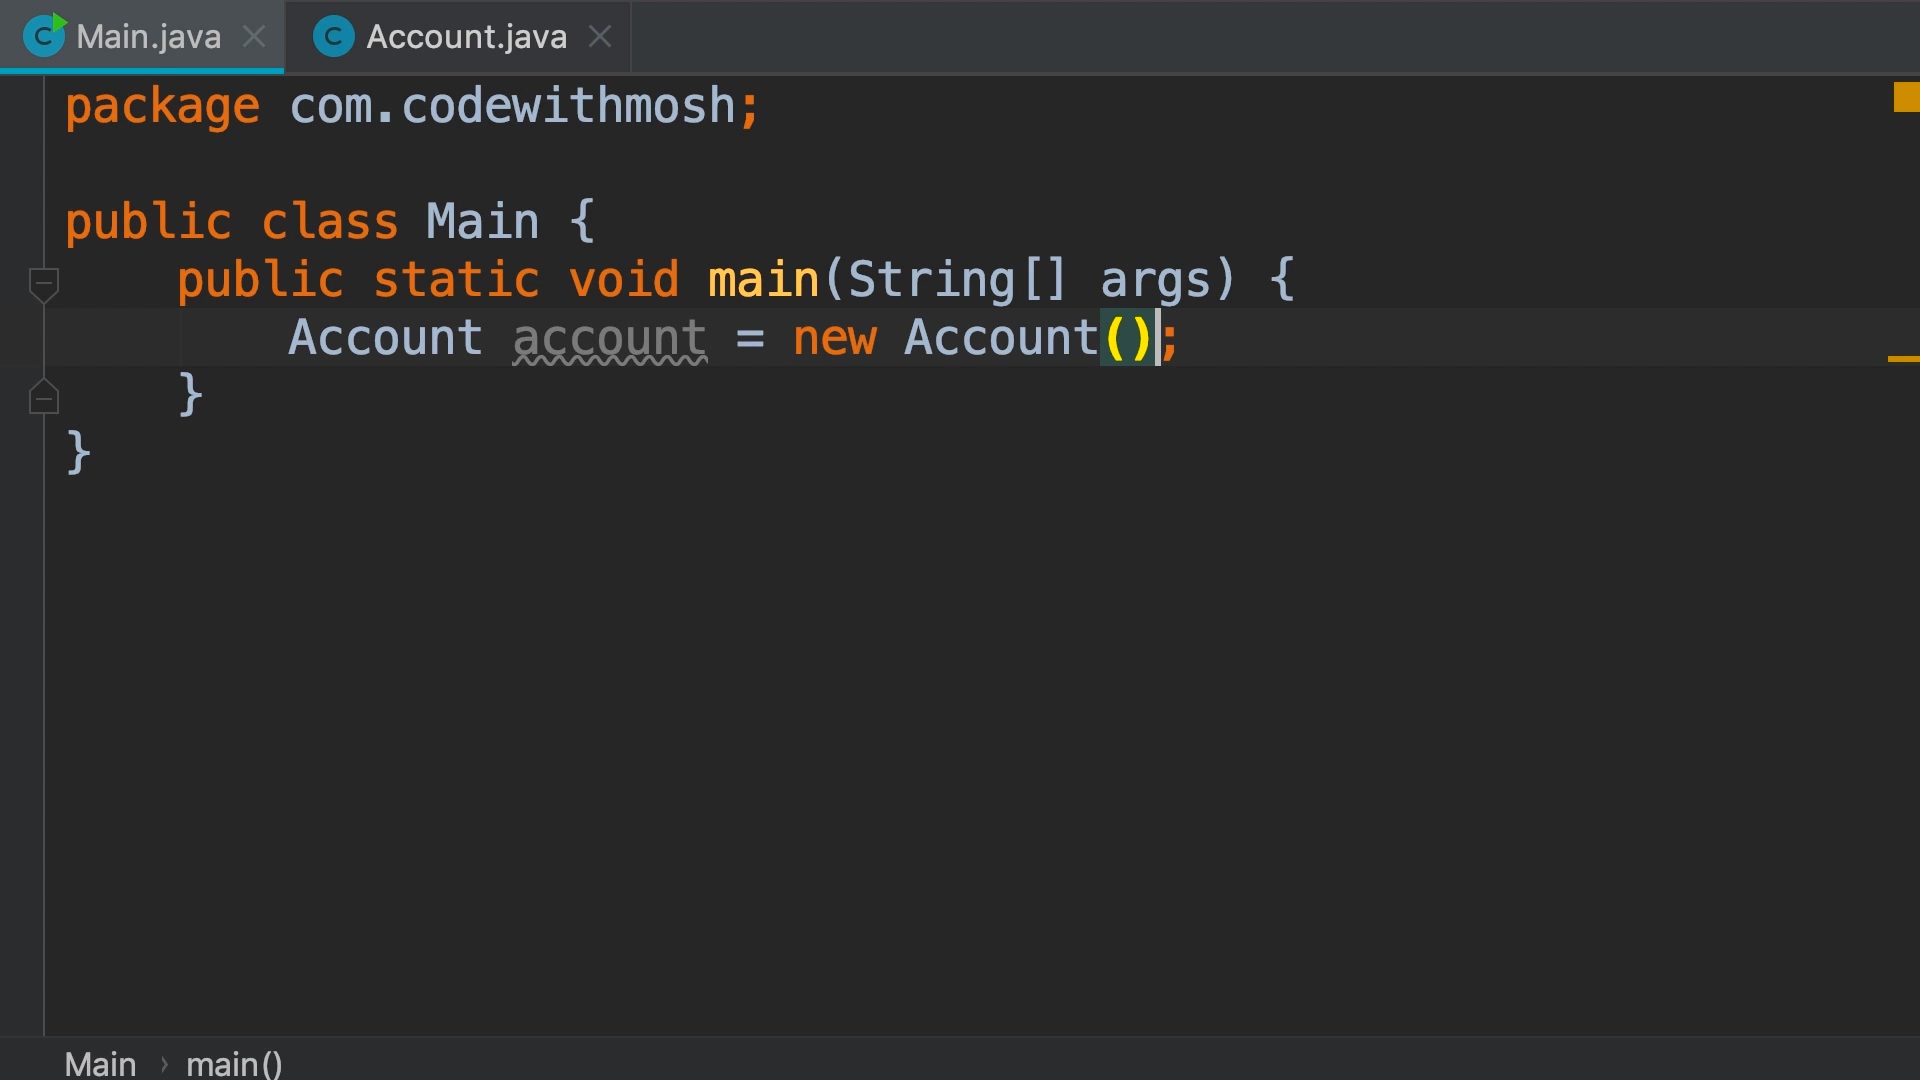 Main.java Account.java
package com.codewithmosh;
public class Main {
public static void main(String[] args) {
Account account = new Account();
}
}
Main › main()